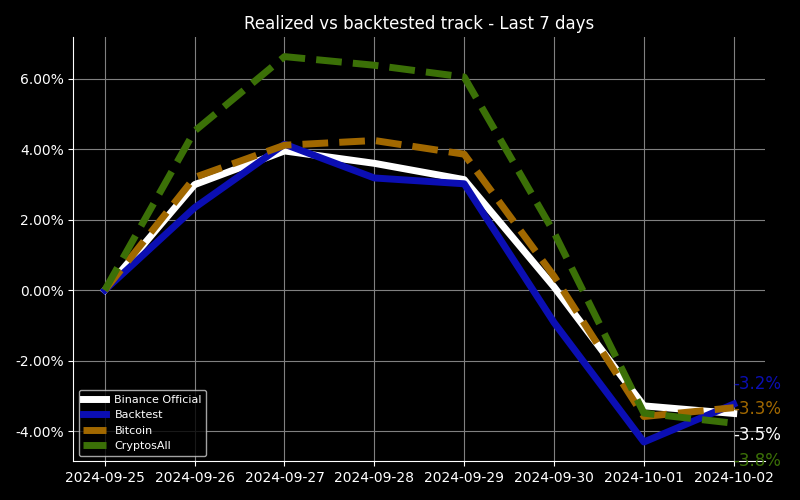 Realized vs backtested track - Last 7 days
6.00%
4.00%
2.00%
0.00%
-2.00%
-4.00%
Binance Official
Backtest
Bitcoin
CryptosAll
-3.2%
-3.3%
-3.5%
-3.8%
2024-09-25 2024-09-26 2024-09-27 2024-09-28 2024-09-29 2024-09-30 2024-10-01 2024-10-02